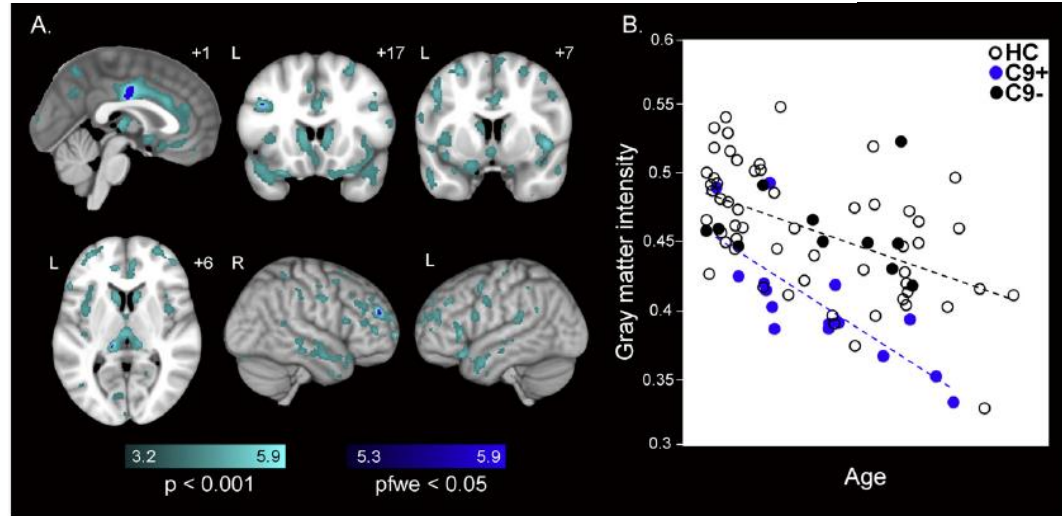 A.
+1
L
+17
L
+7
L
+6
R
L
3.2
5.9
p < 0.001
5.3
5.9
pfwe < 0.05
B.
0.6
0.55
0.5
0.45
0.4
0.35
0.3
Gray matter intensity
Age
HC
C9+
C9-